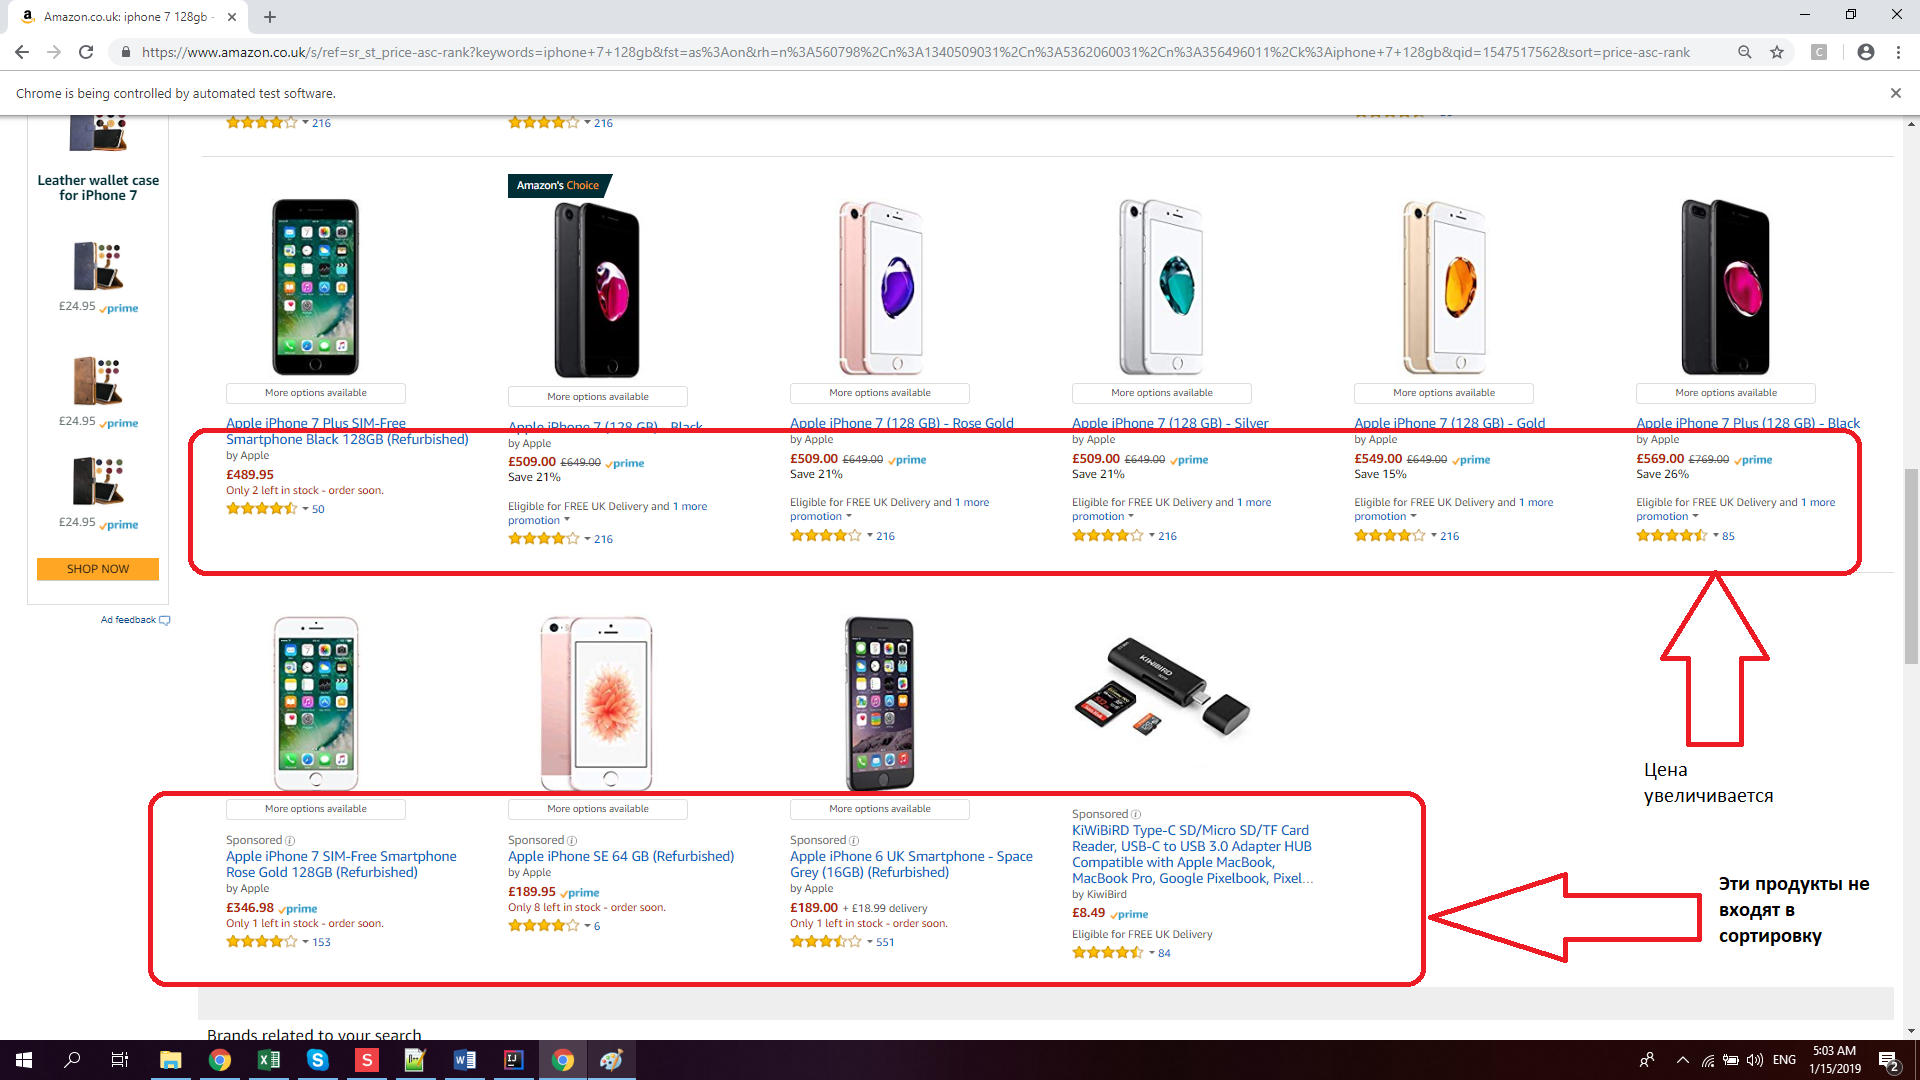 Amazon.co.uk: iphone 7 128gb -
https://www.amazon.co.uk/s/ref=sr_st_price-asc-rank?keywords=iphone+7+128gb&fst=as%3Aon&rh=n%3A560798%2Cn%3A1340509031%2Cn%3A5362060031%2Cn%3A356496011%2Ck%3Aiphone+7+128gb&qid=1547517562&sort=price-asc-rank
C
Chrome is being controlled by automated test software.
216
216
Leather wallet case
for iPhone 7
£24.95 prime
£24.95 prime
£24.95 prime
SHOP NOW
Ad feedback
More options available
Apple iPhone 7 Plus SIM-Free
Smartphone Black 128GB (Refurbished)
by Apple
£489.95
Only 2 left in stock - order soon.
50
Amazon's Choice
More options available
Apple iPhone 7 (128 GB) - Black
by Apple
£509.00 £649.00 prime
Save 21%
Eligible for FREE UK Delivery and 1 more
promotion
216
More options available
Apple iPhone 7 (128 GB) - Rose Gold
by Apple
£509.00 £649.00 prime
Save 21%
Eligible for FREE UK Delivery and 1 more
promotion
216
More options available
Apple iPhone 7 (128 GB) - Silver
by Apple
£509.00 £649.00 prime
Save 21%
Eligible for FREE UK Delivery and 1 more
promotion
216
More options available
Apple iPhone 7 (128 GB) - Gold
by Apple
£549.00 £649.00 prime
Save 15%
Eligible for FREE UK Delivery and 1 more
promotion
216
More options available
Apple iPhone 7 Plus (128 GB) - Black
by Apple
£569.00 £769.00 prime
Save 26%
Eligible for FREE UK Delivery and 1 more
promotion
85
Цена
увеличивается
More options available
Sponsored
Apple iPhone 7 SIM-Free Smartphone
Rose Gold 128GB (Refurbished)
by Apple
£346.98 prime
Only 1 left in stock - order soon.
153
More options available
Sponsored
Apple iPhone SE 64 GB (Refurbished)
by Apple
£189.95 prime
Only 8 left in stock - order soon.
6
More options available
Sponsored
Apple iPhone 6 UK Smartphone - Space
Grey (16GB) (Refurbished)
by Apple
£189.00 + £18.99 delivery
Only 1 left in stock - order soon.
551
KiWiBiRD
Sponsored
KiWiBiRD Type-C SD/Micro SD/TF Card
Reader, USB-C to USB 3.0 Adapter HUB
Compatible with Apple MacBook,
MacBook Pro, Google Pixelbook, Pixel...
by KiwiBird
£8.49 prime
Eligible for FREE UK Delivery
84
Эти продукты не
входят в
сортировку
Brands related to your search
ENG
5:03 AM
1/15/2019
2